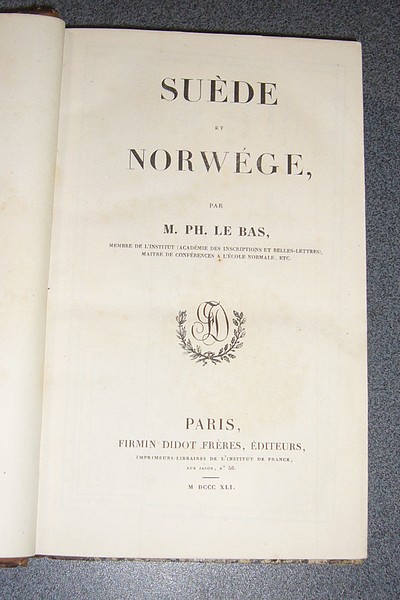 SUÈDE
ET
NORWÉGE,
PAR
M. PH. LE BAS,
MEMBRE DE L'INSTITUT (ACADÉMIE DES INSCRIPTIONS ET BELLES-LETTRES),
MAITRE DE CONFÉRENCES A L'ÉCOLE NORMALE, ETC.
PARIS,
FIRMIN DIDOT FRÈRES, ÉDITEURS,
IMPRIMEURS-LIBRAIRES DE L'INSTITUT DE FRANCE,
RUE JACOB, N° 56.
M DCCC XLI.